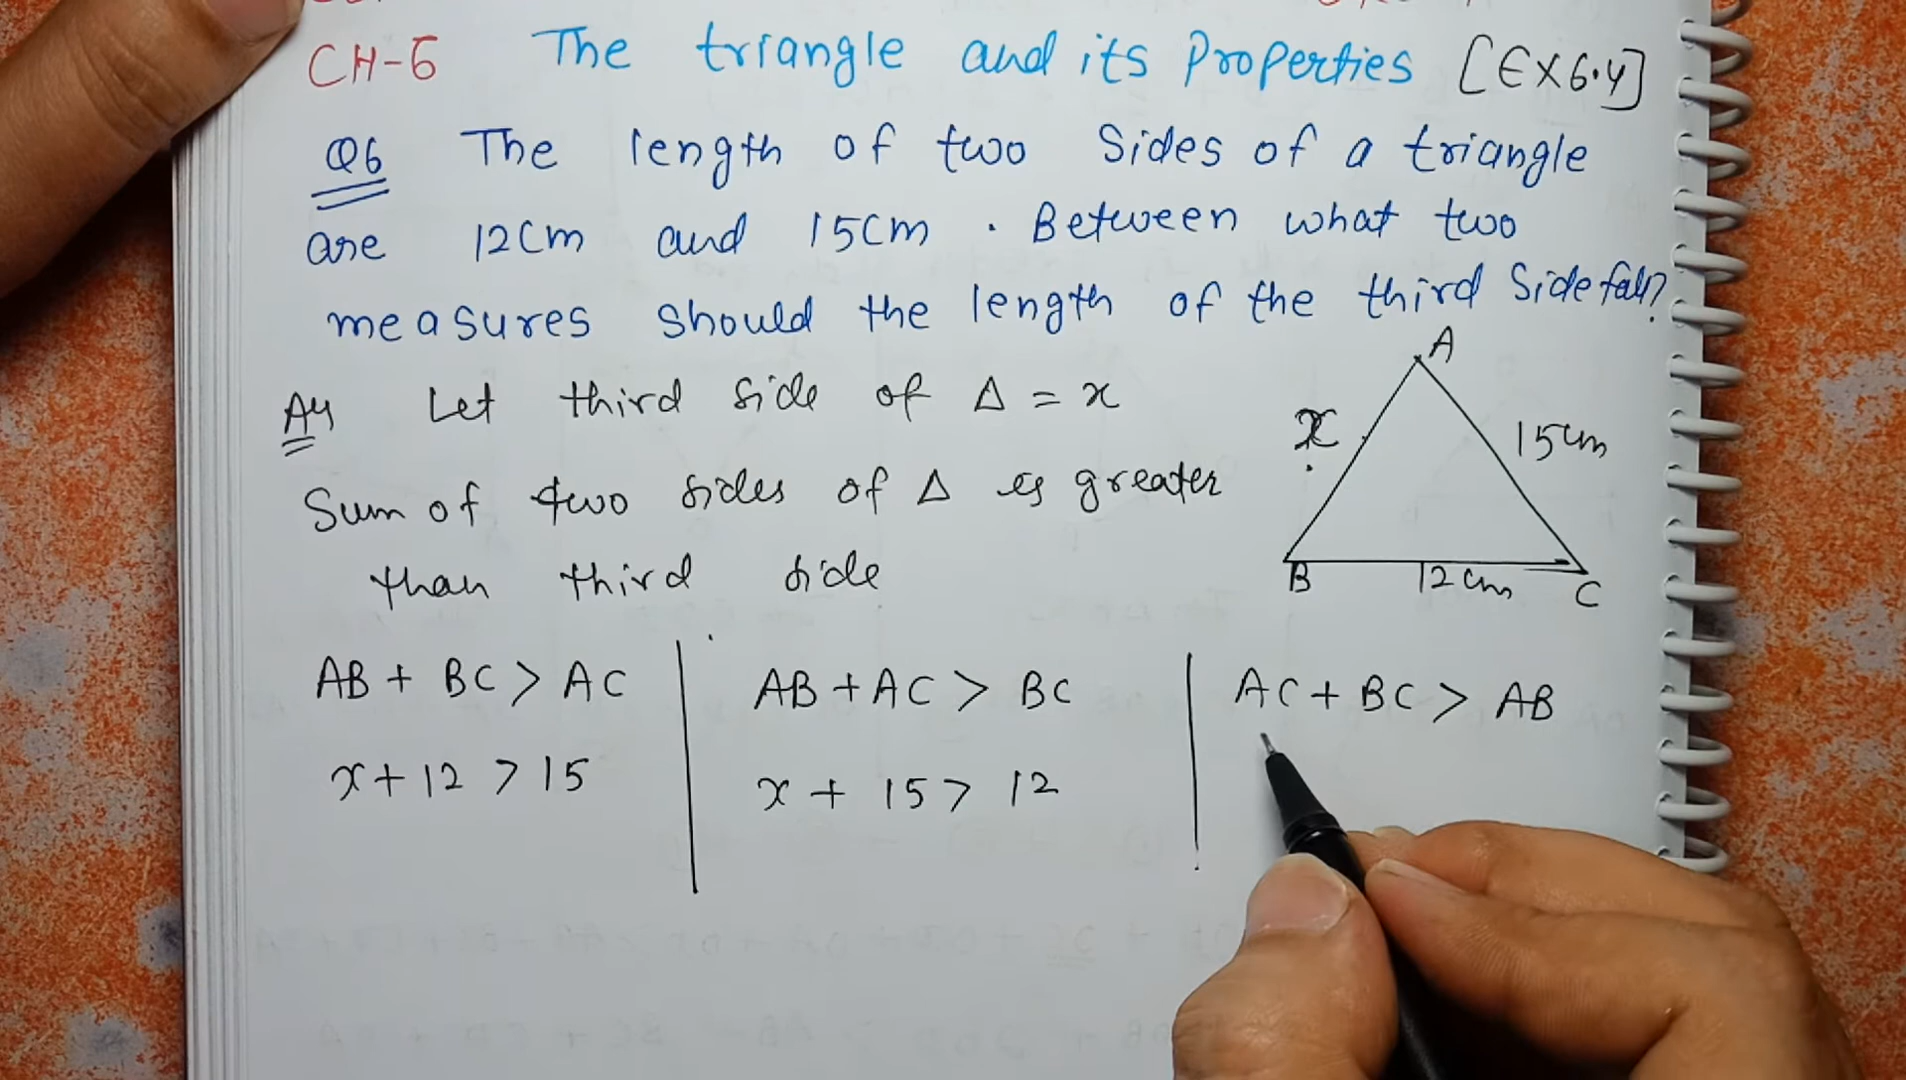 CH-6 The triangle and its Properties [EX6.4]
Q6 The length of two Sides of a triangle
are 12cm and 15cm . Between what two
measures should the length of the third Side fall?
Let third side of Δ = x
Sum of two sides of Δ is greater
than third side
A
x
15cm
B
12cm
C
AB + BC > AC
AB + AC > BC
AC + BC > AB
x + 12 > 15
x + 15 > 12